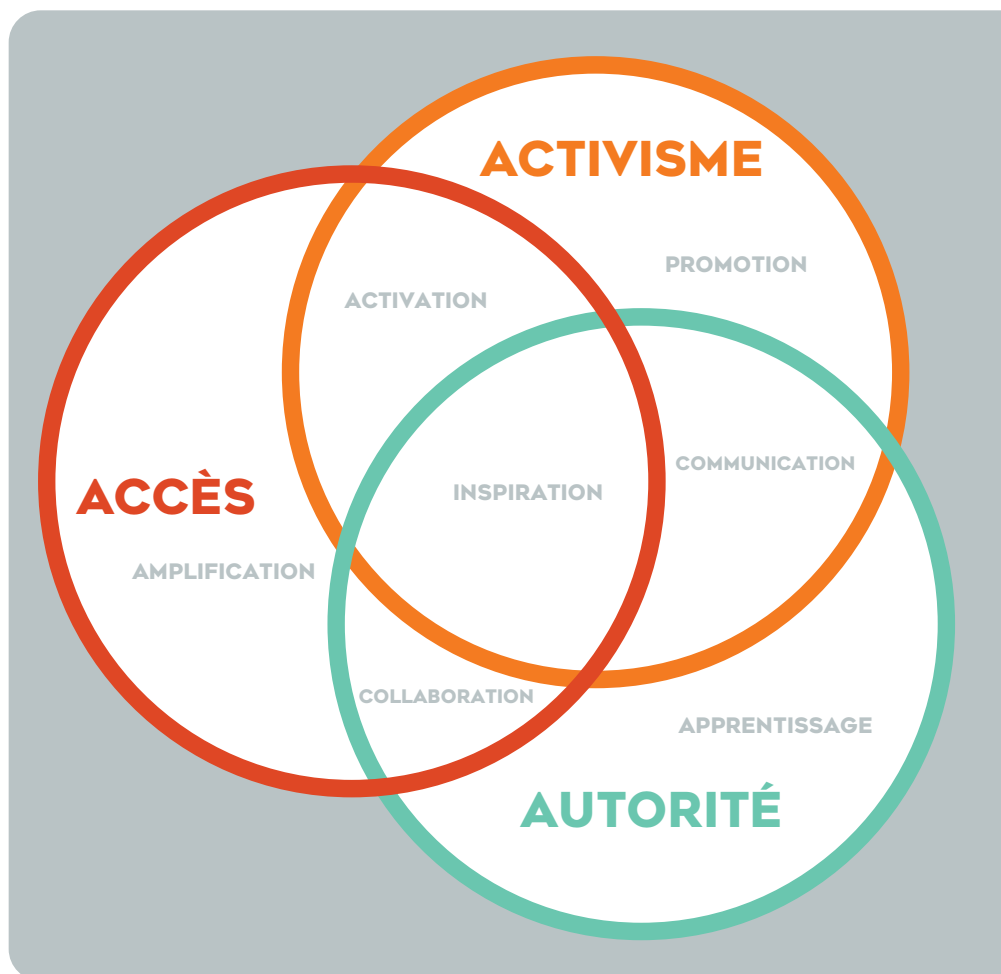 ACTIVISME
PROMOTION
ACTIVATION
COMMUNICATION
ACCÈS
INSPIRATION
AMPLIFICATION
COLLABORATION
APPRENTISSAGE
AUTORITÉ